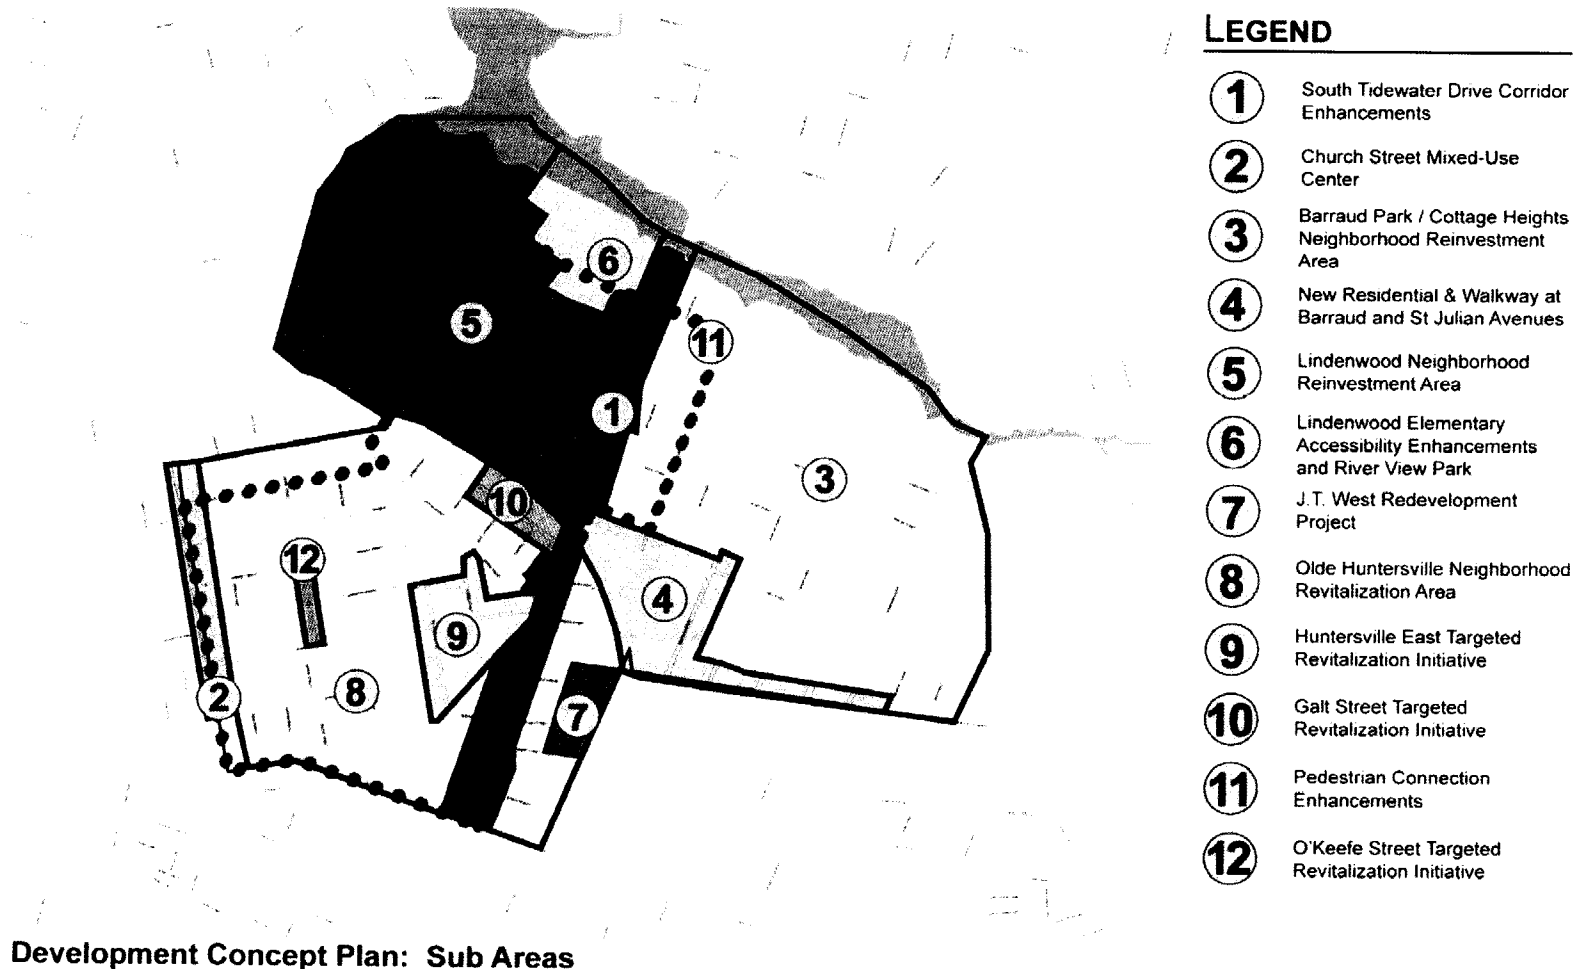 LEGEND
1 South Tidewater Drive Corridor
Enhancements
2 Church Street Mixed-Use
Center
3 Barraud Park / Cottage Heights
Neighborhood Reinvestment
Area
4 New Residential & Walkway at
Barraud and St Julian Avenues
5 Lindenwood Neighborhood
Reinvestment Area
6 Lindenwood Elementary
Accessibility Enhancements
and River View Park
7 J.T. West Redevelopment
Project
8 Olde Huntersville Neighborhood
Revitalization Area
9 Huntersville East Targeted
Revitalization Initiative
10 Galt Street Targeted
Revitalization Initiative
11 Pedestrian Connection
Enhancements
12 O'Keefe Street Targeted
Revitalization Initiative
6
5
11
1
3
10
12
4
9
8
2
7
Development Concept Plan: Sub Areas